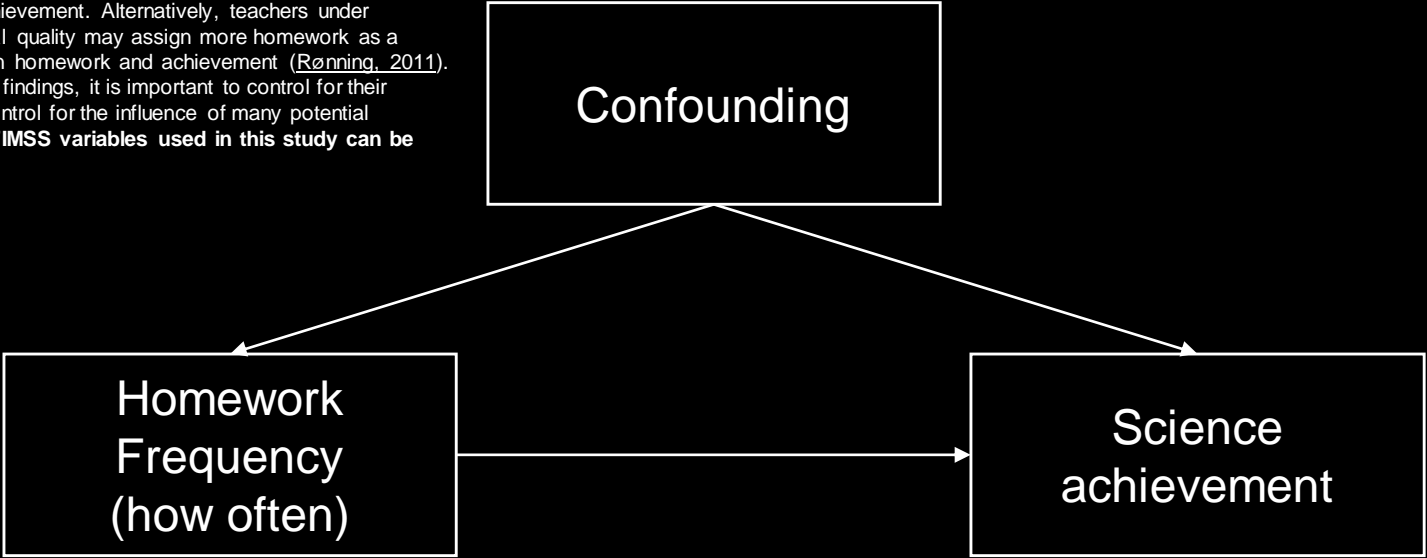 ievement. Alternatively, teachers under
l quality may assign more homework as a
n homework and achievement (Rønning, 2011).
findings, it is important to control for their
ntrol for the influence of many potential
IMSS variables used in this study can be
Confounding
Homework
Frequency
(how often)
Science
achievement